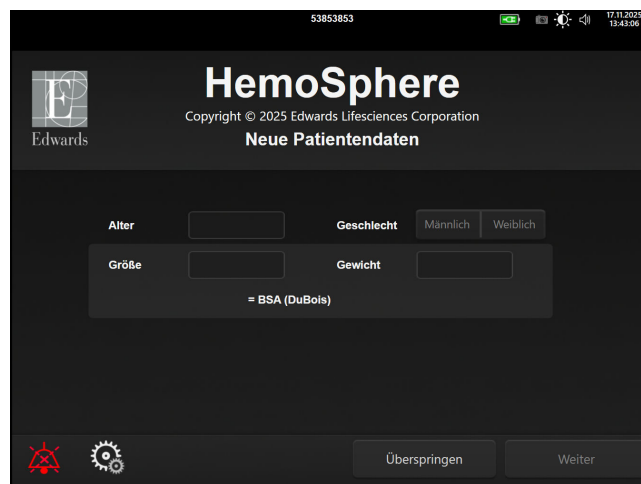 53853853
17.11.2025
13:43:06
E
Edwards
HemoSphere
Copyright © 2025 Edwards Lifesciences Corporation
Neue Patientendaten
Alter
Geschlecht Männlich Weiblich
Größe
Gewicht
= BSA (DuBois)
Überspringen Weiter